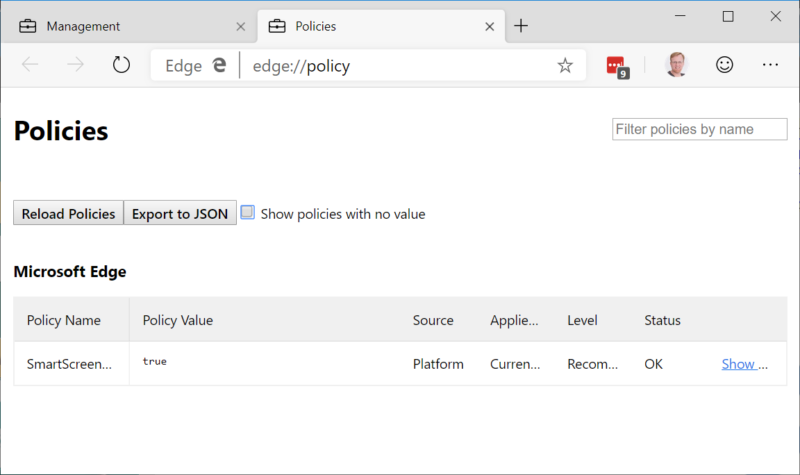 Management
Policies
Edge
edge://policy
9
Policies
Filter policies by name
Reload Policies
Export to JSON
Show policies with no value
Microsoft Edge
Policy Name Policy Value Source Applie... Level Status
SmartScreen... true Platform Curren... Recom... OK Show ...